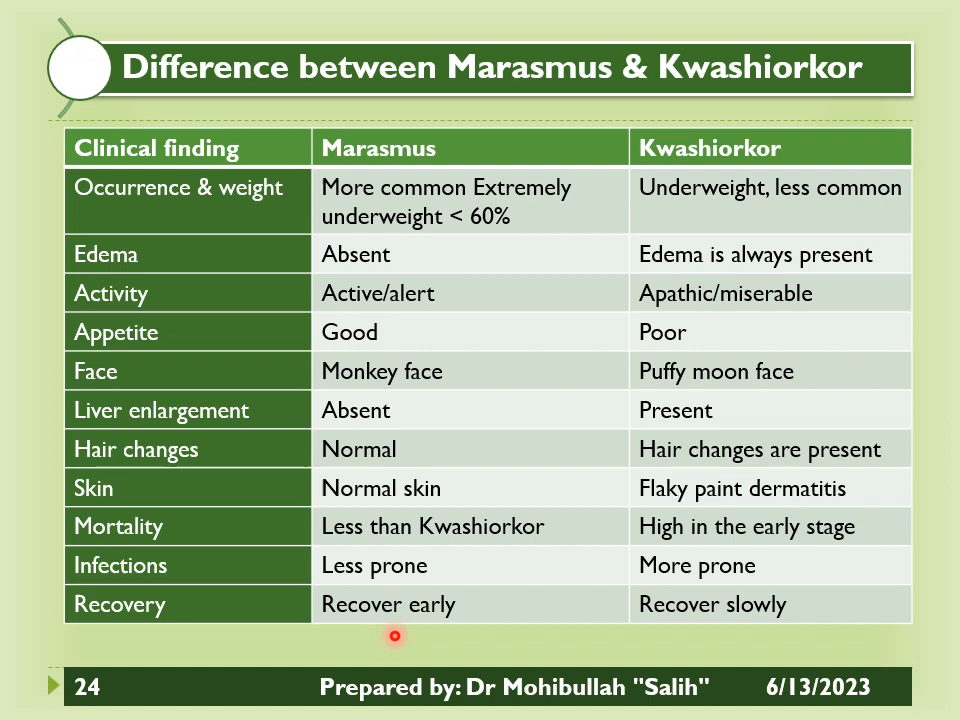 Difference between Marasmus & Kwashiorkor
Clinical finding Marasmus Kwashiorkor
Occurrence & weight More common Extremely Underweight, less common
underweight < 60%
Edema Absent Edema is always present
Activity Active/alert Apathic/miserable
Appetite Good Poor
Face Monkey face Puffy moon face
Liver enlargement Absent Present
Hair changes Normal Hair changes are present
Skin Normal skin Flaky paint dermatitis
Mortality Less than Kwashiorkor High in the early stage
Infections Less prone More prone
Recovery Recover early Recover slowly
24 Prepared by: Dr Mohibullah "Salih" 6/13/2023